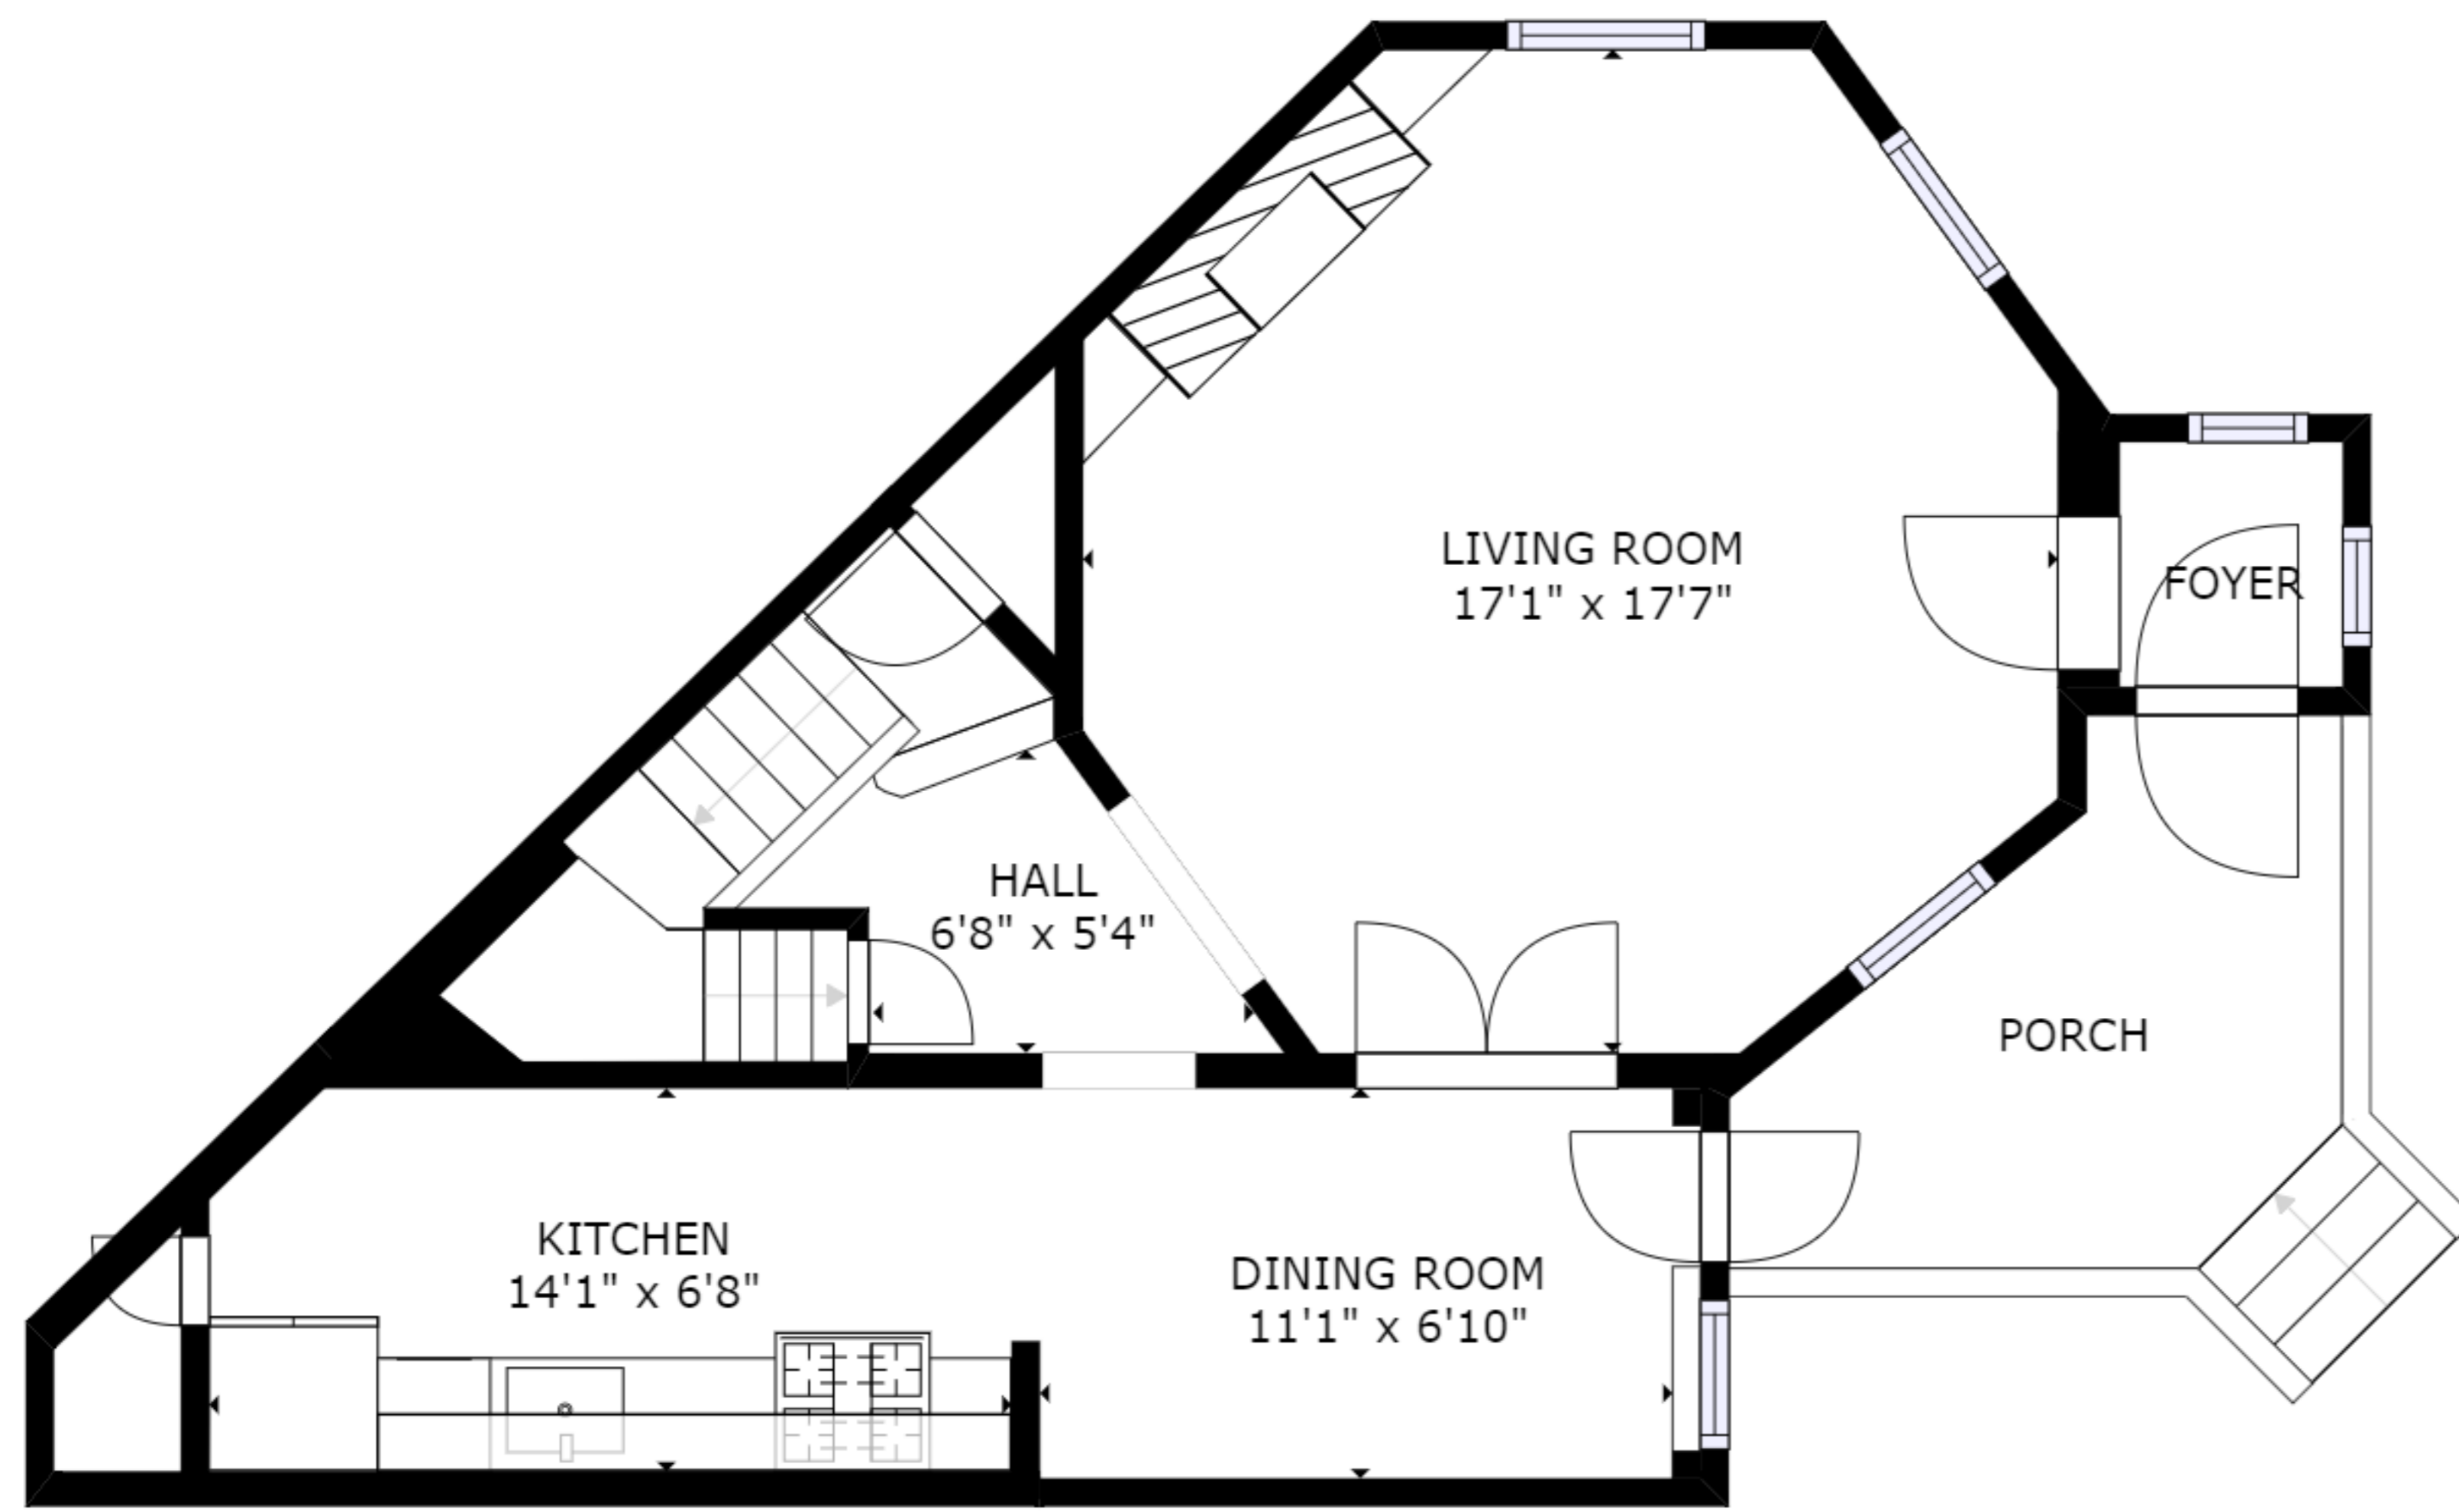 LIVING ROOM
17'1" x 17'7"
FOYER
HALL
6'8" x 5'4"
PORCH
KITCHEN
14'1" x 6'8"
DINING ROOM
11'1" x 6'10"